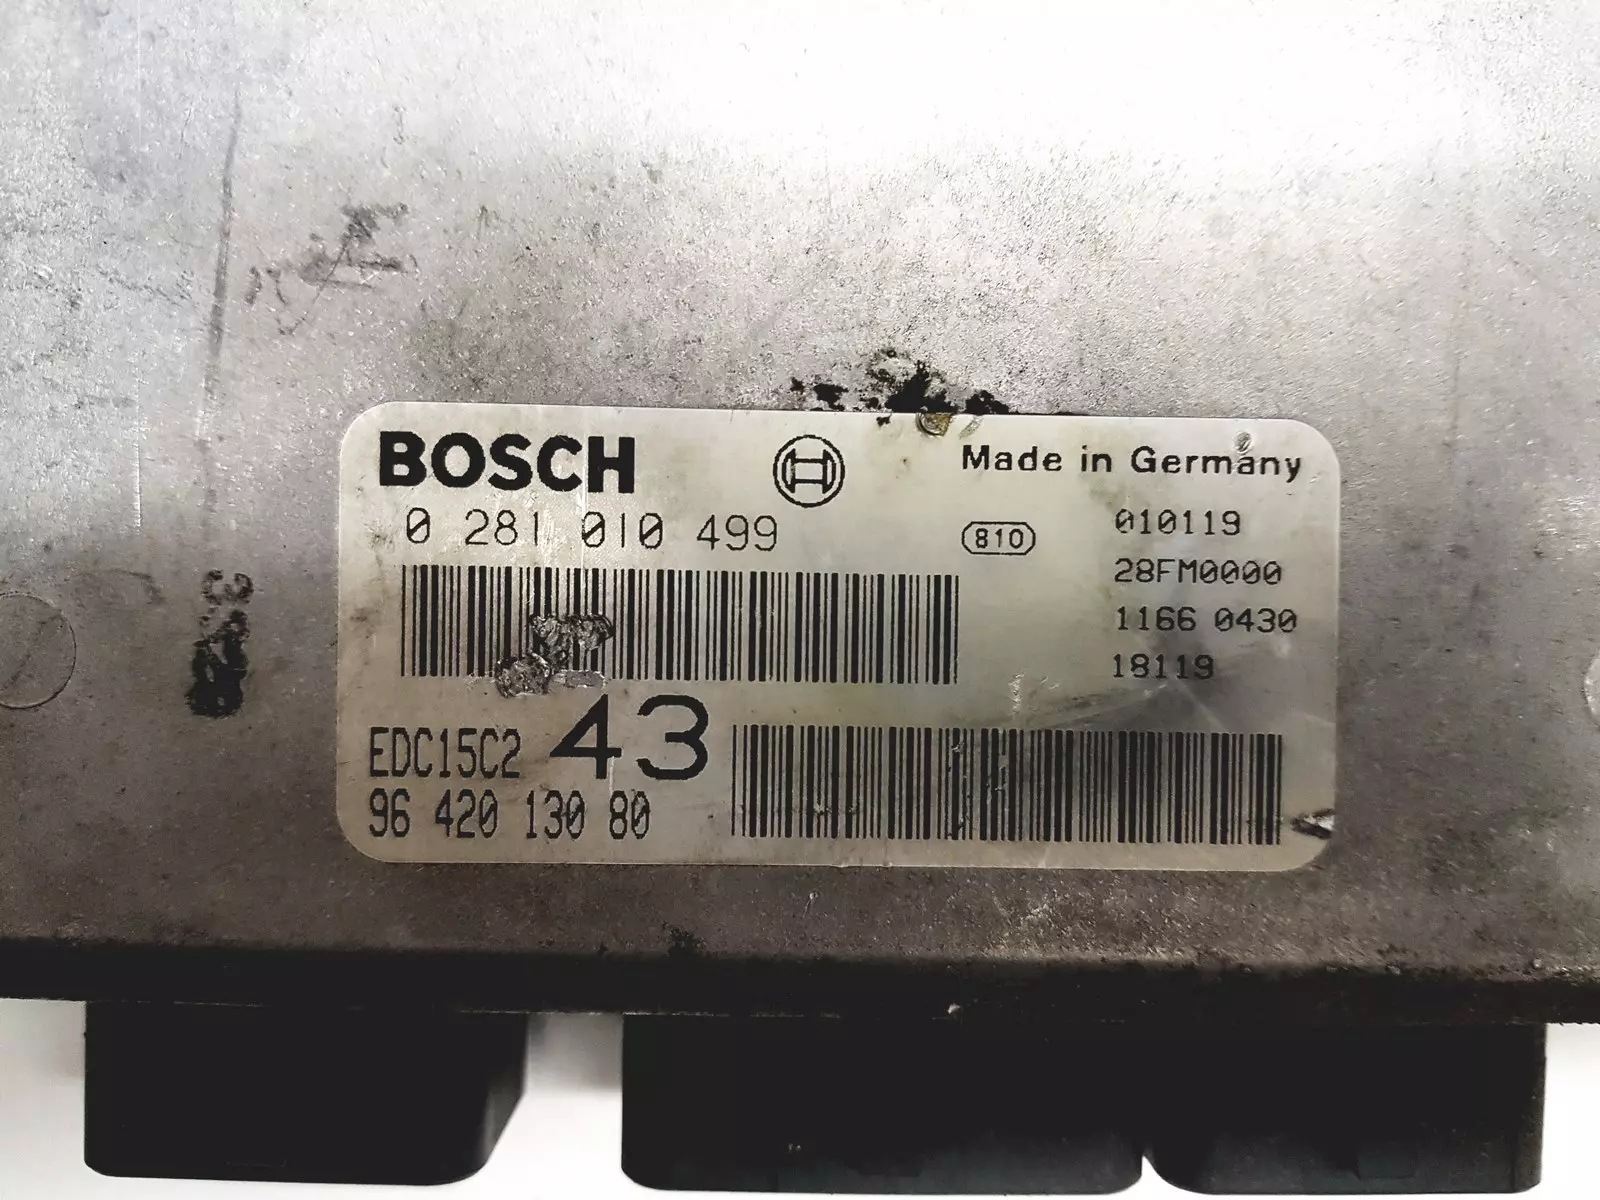 BOSCH
Made in Germany
0 281 010 499
810
010119
28FM0000
1166 0430
18119
EDC15C2 43
96 420 130 80